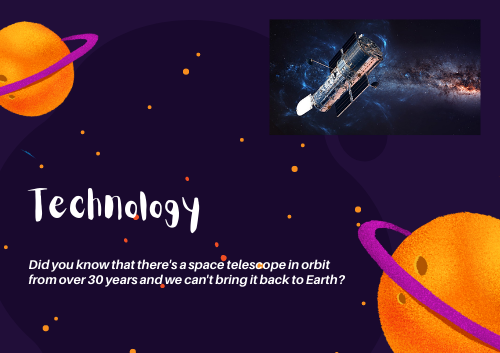 Technology
Did you know that there's a space telescope in orbit
from over 30 years and we can't bring it back to Earth?